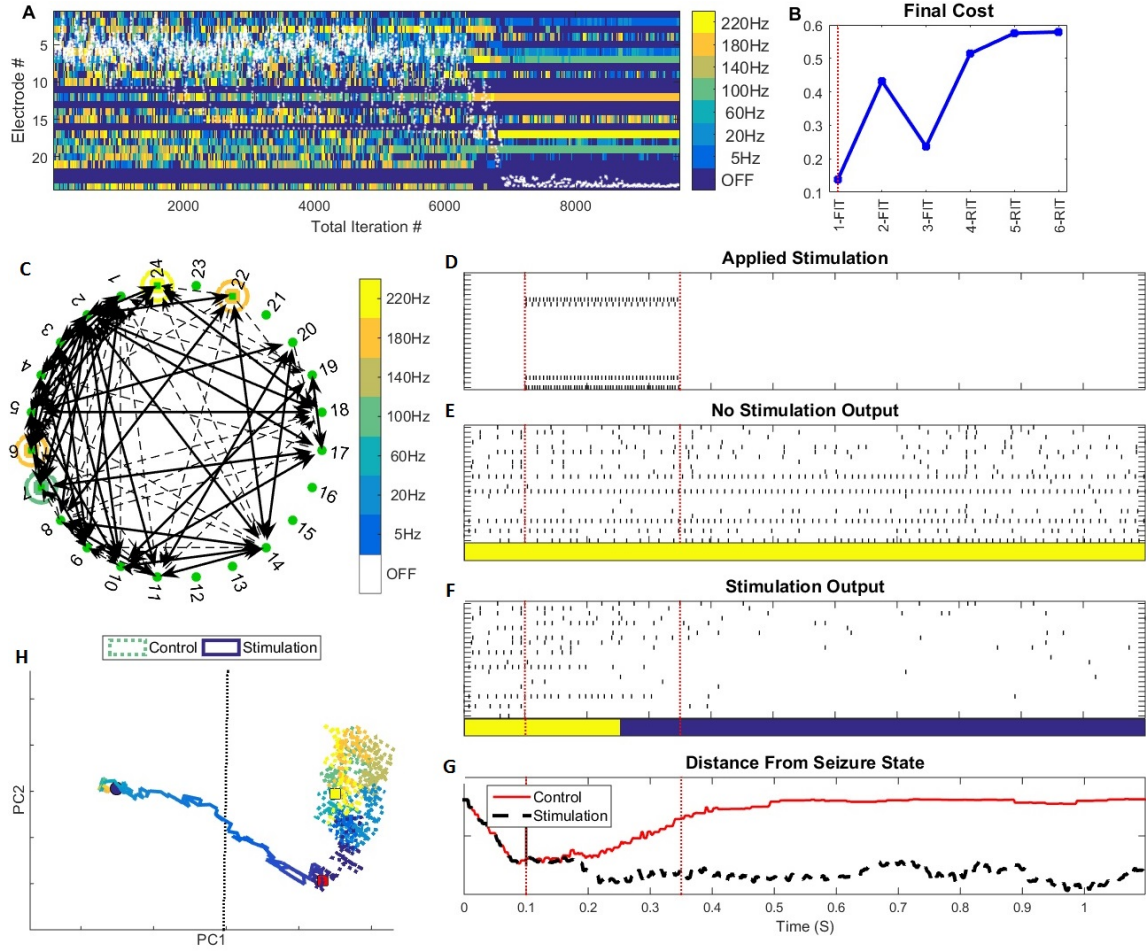 A
Electrode #
5
10
15
20
2000
4000
6000
8000
Total Iteration #
220Hz
180Hz
140Hz
100Hz
60Hz
20Hz
5Hz
OFF
B
Final Cost
0.6
0.5
0.4
0.3
0.2
0.1
1-FIT
2-FIT
3-FIT
4-RIT
5-RIT
6-RIT
C
1
2
3
4
5
6
7
8
9
10
11
12
13
14
15
16
17
18
19
20
21
22
23
24
220Hz
180Hz
140Hz
100Hz
60Hz
20Hz
5Hz
OFF
D
Applied Stimulation
E
No Stimulation Output
F
Stimulation Output
G
Distance From Seizure State
Control
Stimulation
0
0.1
0.2
0.3
0.4
0.5
0.6
0.7
0.8
0.9
1
Time (S)
H
Control
Stimulation
PC2
PC1